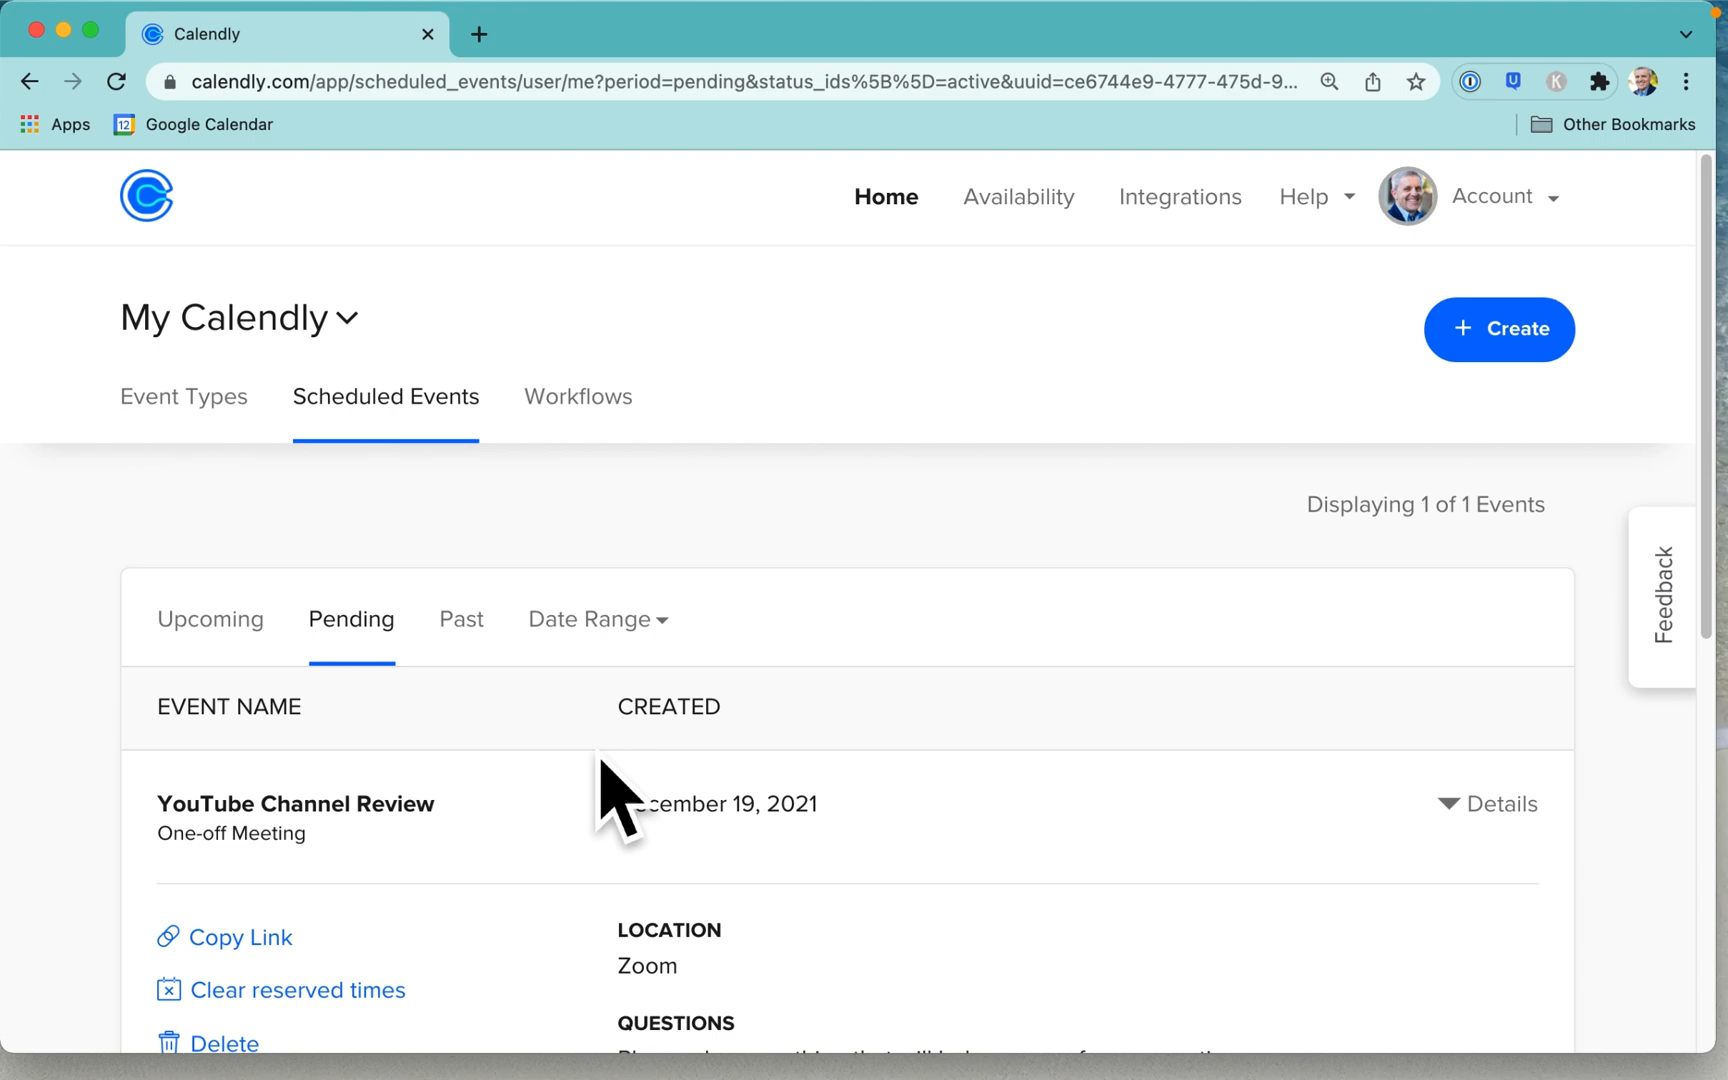 Calendly
calendly.com/app/scheduled_events/user/me?period=pending&status_ids%5B%5D=active&uuid=ce6744e9-4777-475d-9...
Apps
Google Calendar
Other Bookmarks
Home
Availability
Integrations
Help
Account
My Calendly
+ Create
Event Types
Scheduled Events
Workflows
Displaying 1 of 1 Events
Feedback
Upcoming
Pending
Past
Date Range
EVENT NAME
CREATED
YouTube Channel Review
One-off Meeting
19, 2021
Details
Copy Link
Clear reserved times
Delete
LOCATION
Zoom
QUESTIONS